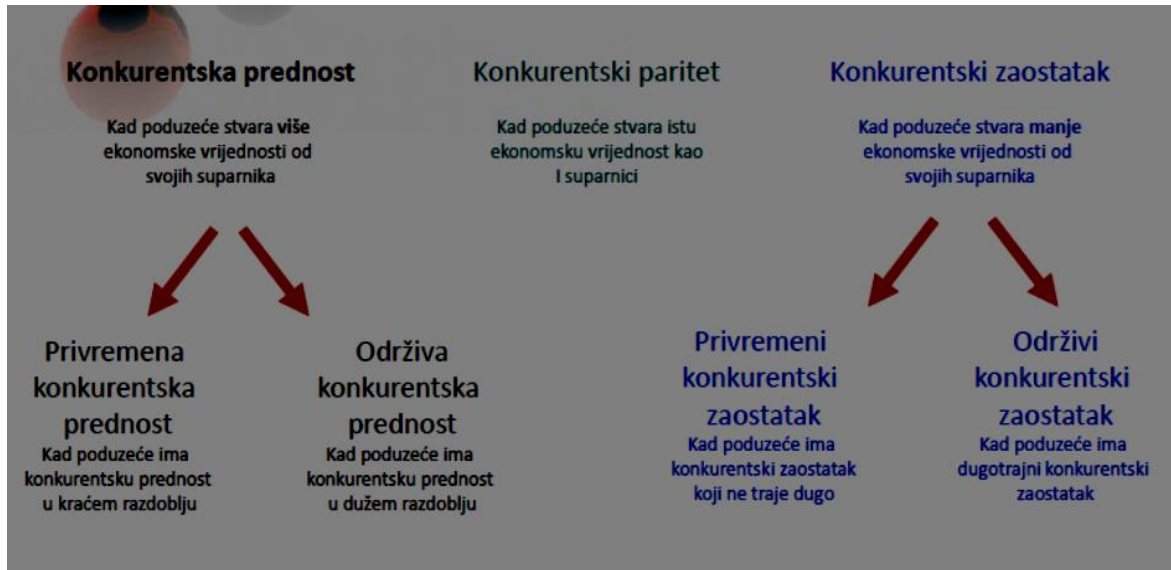 Konkurentska prednost
Kad poduzeće stvara više
ekonomske vrijednosti od
svojih suparnika
Konkurentski paritet
Kad poduzeće stvara istu
ekonomsku vrijednost kao
I suparnici
Konkurentski zaostatak
Kad poduzeće stvara manje
ekonomske vrijednosti od
svojih suparnika
Privremena
konkurentska
prednost
Kad poduzeće ima
konkurentsku prednost
u kraćem razdoblju
Održiva
konkurentska
prednost
Kad poduzeće ima
konkurentsku prednost
u dužem razdoblju
Privremeni
konkurentski
zaostatak
Kad poduzeće ima
konkurentski zaostatak
koji ne traje dugo
Održivi
konkurentski
zaostatak
Kad poduzeće ima
dugotrajni konkurentski
zaostatak